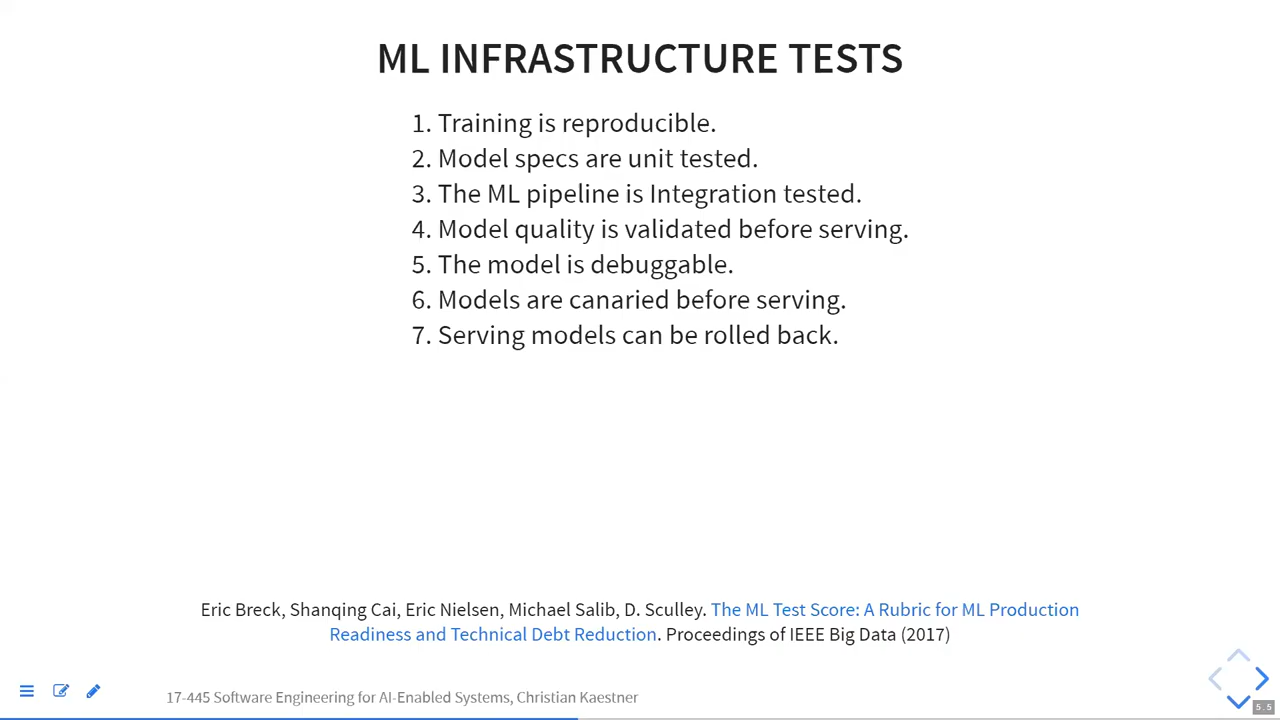 ML INFRASTRUCTURE TESTS
1. Training is reproducible.
2. Model specs are unit tested.
3. The ML pipeline is Integration tested.
4. Model quality is validated before serving.
5. The model is debuggable.
6. Models are canaried before serving.
7. Serving models can be rolled back.
Eric Breck, Shanqing Cai, Eric Nielsen, Michael Salib, D. Sculley. The ML Test Score: A Rubric for ML Production
Readiness and Technical Debt Reduction. Proceedings of IEEE Big Data (2017)
17-445 Software Engineering for AI-Enabled Systems, Christian Kaestner
5.5